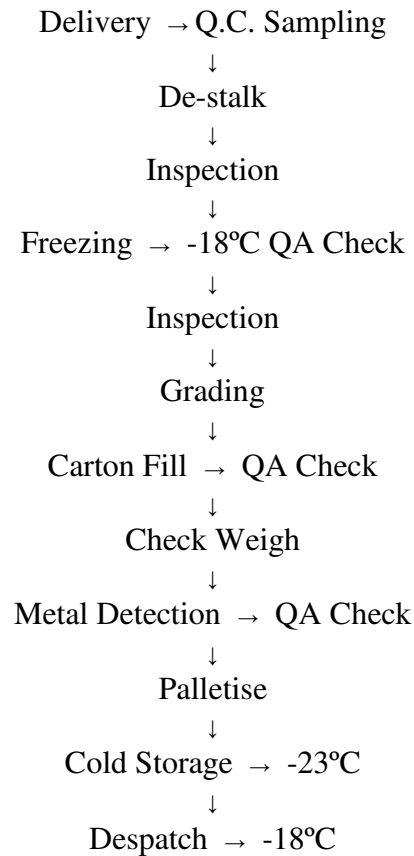 Delivery → Q.C. Sampling
↓
De-stalk
↓
Inspection
↓
Freezing → -18ºC QA Check
↓
Inspection
↓
Grading
↓
Carton Fill → QA Check
↓
Check Weigh
↓
Metal Detection → QA Check
↓
Palletise
↓
Cold Storage → -23ºC
↓
Despatch → -18ºC